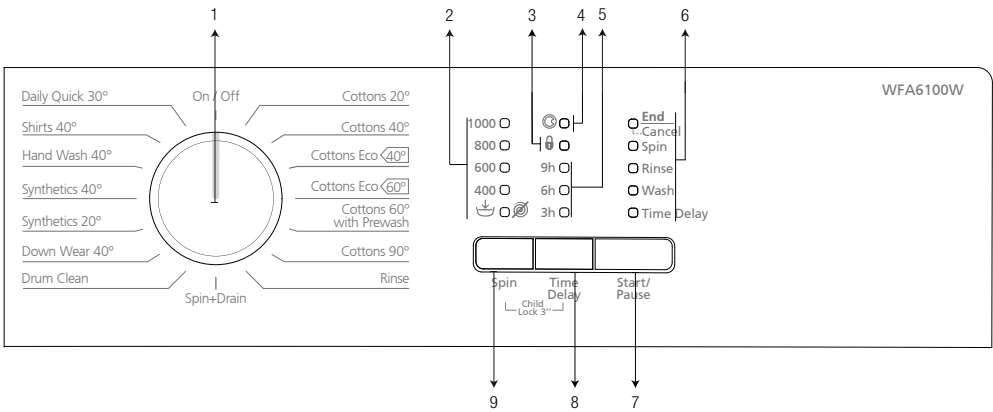 1
2
3
4
5
6
WFA6100W
On / Off
Daily Quick 30°
Shirts 40°
Hand Wash 40°
Synthetics 40°
Synthetics 20°
Down Wear 40°
Drum Clean
Spin+Drain
Cottons 20°
Cottons 40°
Cottons Eco 40°
Cottons Eco 60°
Cottons 60°
with Prewash
Cottons 90°
Rinse
1000
800
600
400
9h
6h
3h
End
Cancel
Spin
Rinse
Wash
Time Delay
Spin
Time
Delay
Start/
Pause
Child
Lock 3"
9
8
7